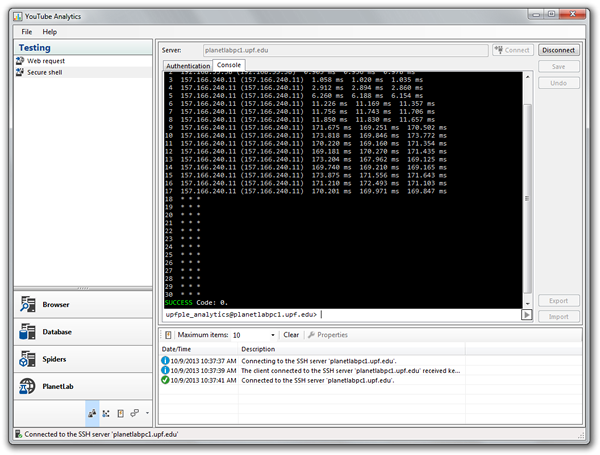 YouTube Analytics
File Help
Testing
Web request
Secure shell
Browser
Database
Spiders
PlanetLab
Server: planetlabpc1.upf.edu Connect Disconnect
Authentication Console
Save
Undo
3 157.166.240.11 (157.166.240.11) 1.058 ms 1.020 ms 1.035 ms
4 157.166.240.11 (157.166.240.11) 2.912 ms 2.894 ms 2.860 ms
5 157.166.240.11 (157.166.240.11) 6.260 ms 6.188 ms 6.154 ms
6 157.166.240.11 (157.166.240.11) 11.226 ms 11.169 ms 11.357 ms
7 157.166.240.11 (157.166.240.11) 11.756 ms 11.743 ms 11.706 ms
8 157.166.240.11 (157.166.240.11) 11.850 ms 11.830 ms 11.657 ms
9 157.166.240.11 (157.166.240.11) 171.675 ms 169.251 ms 170.502 ms
10 157.166.240.11 (157.166.240.11) 173.818 ms 169.846 ms 173.772 ms
11 157.166.240.11 (157.166.240.11) 170.220 ms 169.160 ms 171.354 ms
12 157.166.240.11 (157.166.240.11) 169.181 ms 170.270 ms 171.435 ms
13 157.166.240.11 (157.166.240.11) 173.204 ms 167.962 ms 169.125 ms
14 157.166.240.11 (157.166.240.11) 169.740 ms 169.210 ms 169.165 ms
15 157.166.240.11 (157.166.240.11) 173.875 ms 171.556 ms 171.643 ms
16 157.166.240.11 (157.166.240.11) 171.210 ms 172.493 ms 171.103 ms
17 157.166.240.11 (157.166.240.11) 170.201 ms 169.971 ms 169.847 ms
18 * * *
19 * * *
20 * * *
21 * * *
22 * * *
23 * * *
24 * * *
25 * * *
26 * * *
27 * * *
28 * * *
29 * * *
30 * * *
SUCCESS Code: 0.
upfple_analytics@planetlabpc1.upf.edu>
Export
Import
Maximum items: 10 Clear Properties
Date/Time Description
10/9/2013 10:37:37 AM Connecting to the SSH server 'planetlabpc1.upf.edu'.
10/9/2013 10:37:39 AM The client connected to the SSH server 'planetlabpc1.upf.edu' received ke...
10/9/2013 10:37:41 AM Connected to the SSH server 'planetlabpc1.upf.edu'.
Connected to the SSH server 'planetlabpc1.upf.edu'